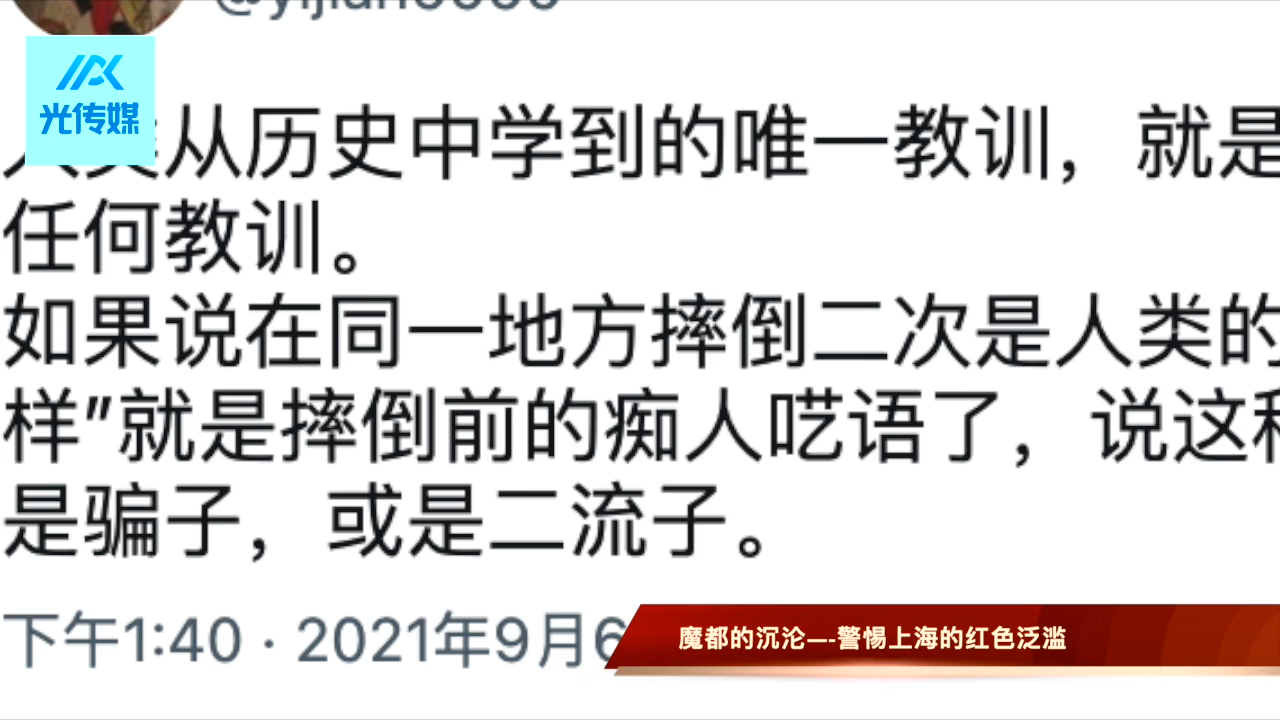 光传媒
从历史中学到的唯一教训，就是
任何教训。
如果说在同一地方摔倒二次是人类的
样"就是摔倒前的痴人呓语了，说这
是骗子，或是二流子。
下午1:40 · 2021年9月6
魔都的沉沦—-警惕上海的红色泛滥